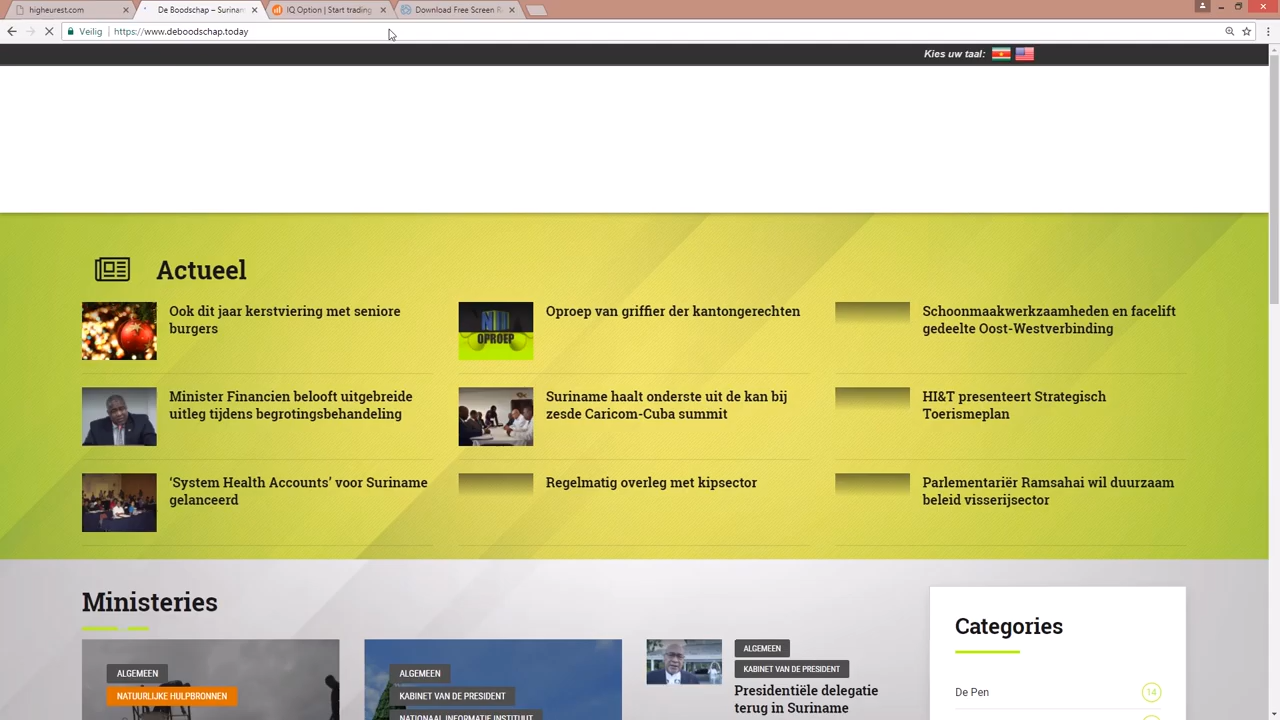 higheurest.com
De Boodschap – Surinam
IQ Option | Start trading
Download Free Screen R
Veilig
https://www.deboodschap.today
Kies uw taal:
Actueel
Ook dit jaar kerstviering met seniore
burgers
Oproep van griffier der kantongerechten
Schoonmaakwerkzaamheden en facelift
gedeelte Oost-Westverbinding
OPROEP
Minister Financien belooft uitgebreide
uitleg tijdens begrotingsbehandeling
Suriname haalt onderste uit de kan bij
zesde Caricom-Cuba summit
HI&T presenteert Strategisch
Toerismeplan
‘System Health Accounts’ voor Suriname
gelanceerd
Regelmatig overleg met kipsector
Parlementariër Ramsahai wil duurzaam
beleid visserijsector
Ministeries
ALGEMEEN
NATUURLIJKE HULPBRONNEN
ALGEMEEN
KABINET VAN DE PRESIDENT
NATIONAAL INFORMATIE INSTITUUT
ALGEMEEN
KABINET VAN DE PRESIDENT
Presidentiële delegatie
terug in Suriname
Categories
De Pen
14